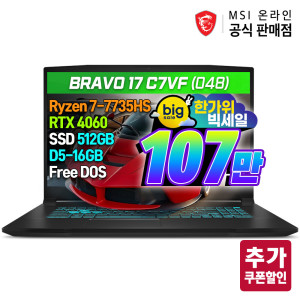 MSI 온라인
공식 판매점
BRAVO 17 C7VF (048)
Ryzen 7-7735HS
RTX 4060
SSD 512GB
D5-16GB
Free DOS
big
한가위
빅세일
107만
추가
쿠폰할인